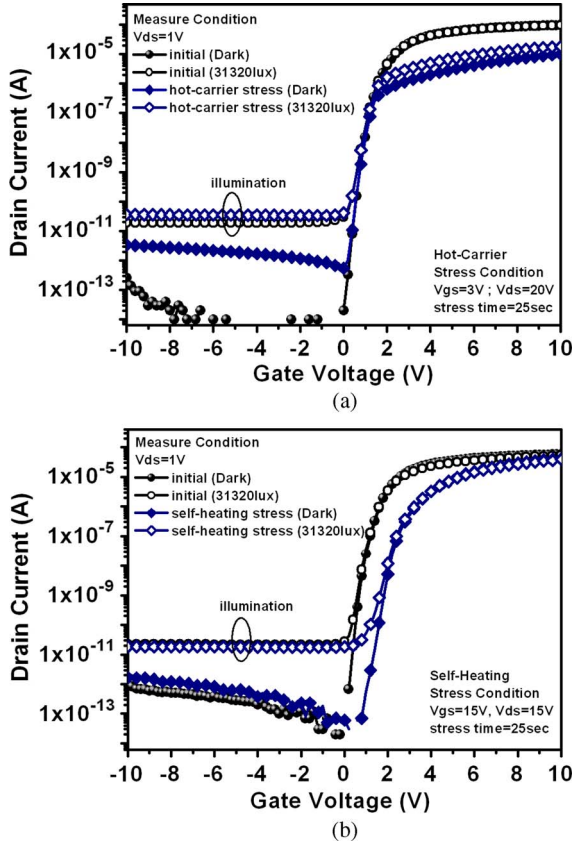 Measure Condition
Vds=1V
initial (Dark)
initial (31320lux)
hot-carrier stress (Dark)
hot-carrier stress (31320lux)
illumination
Hot-Carrier
Stress Condition
Vgs=3V ; Vds=20V
stress time=25sec
Drain Current (A)
1x10-5
1x10-7
1x10-9
1x10-11
1x10-13
-10 -8 -6 -4 -2 0 2 4 6 8 10
Gate Voltage (V)
(a)
Measure Condition
Vds=1V
initial (Dark)
initial (31320lux)
self-heating stress (Dark)
self-heating stress (31320lux)
illumination
Self-Heating
Stress Condition
Vgs=15V, Vds=15V
stress time=25sec
Drain Current (A)
1x10-5
1x10-7
1x10-9
1x10-11
1x10-13
-10 -8 -6 -4 -2 0 2 4 6 8 10
Gate Voltage (V)
(b)